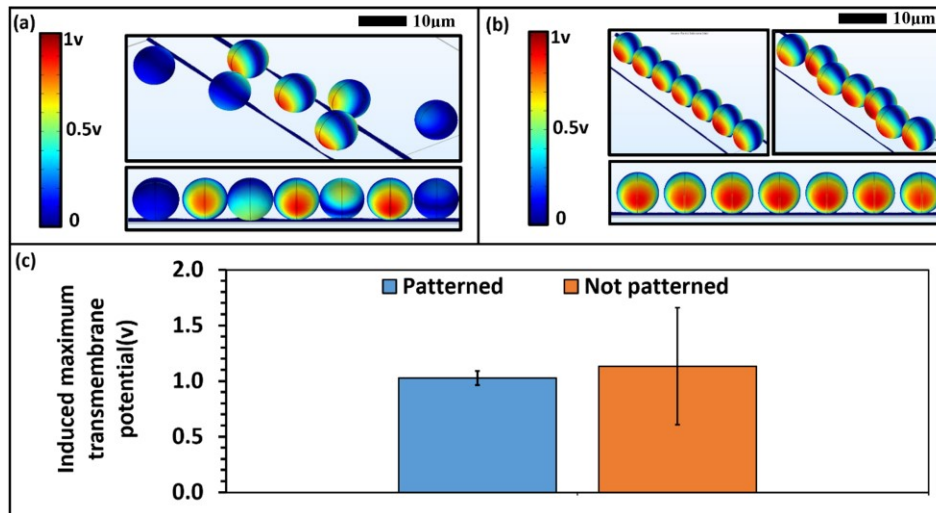 (a)
10µm
1v
0.5v
0
(b)
10µm
1v
0.5v
0
(c)
Induced maximum
transmembrane
potential(v)
2.0
1.5
1.0
0.5
0.0
Patterned
Not patterned